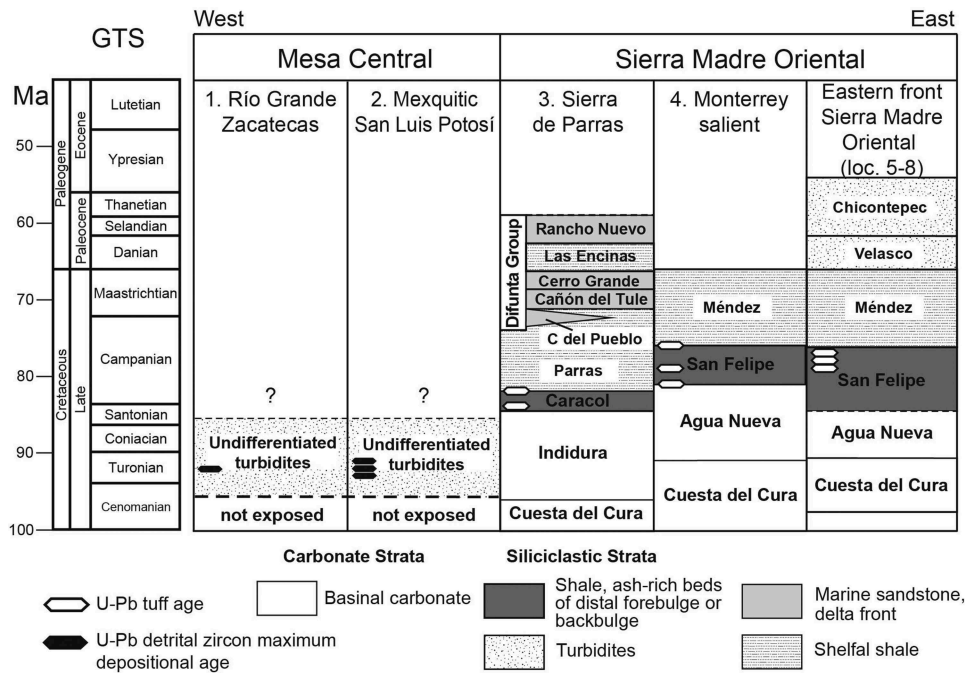 West
East
GTS
Mesa Central
Sierra Madre Oriental
Ma
1. Río Grande
Zacatecas
2. Mexquitic
San Luis Potosí
3. Sierra
de Parras
4. Monterrey
salient
Eastern front
Sierra Madre
Oriental
(loc. 5-8)
50
60
70
80
90
100
Paleogene
Cretaceous
Eocene
Paleocene
Late
Lutetian
Ypresian
Thanetian
Selandian
Danian
Maastrichtian
Campanian
Santonian
Coniacian
Turonian
Cenomanian
?
Undifferentiated
turbidites
not exposed
?
Undifferentiated
turbidites
not exposed
Difunta Group
Rancho Nuevo
Las Encinas
Cerro Grande
Cañón del Tule
C del Pueblo
Parras
Caracol
Indidura
Cuesta del Cura
Méndez
San Felipe
Agua Nueva
Cuesta del Cura
Chicontepec
Velasco
Méndez
San Felipe
Agua Nueva
Cuesta del Cura
Carbonate Strata
Siliciclastic Strata
U-Pb tuff age
U-Pb detrital zircon maximum
depositional age
Basinal carbonate
Shale, ash-rich beds
of distal forebulge or
backbulge
Turbidites
Marine sandstone,
delta front
Shelfal shale